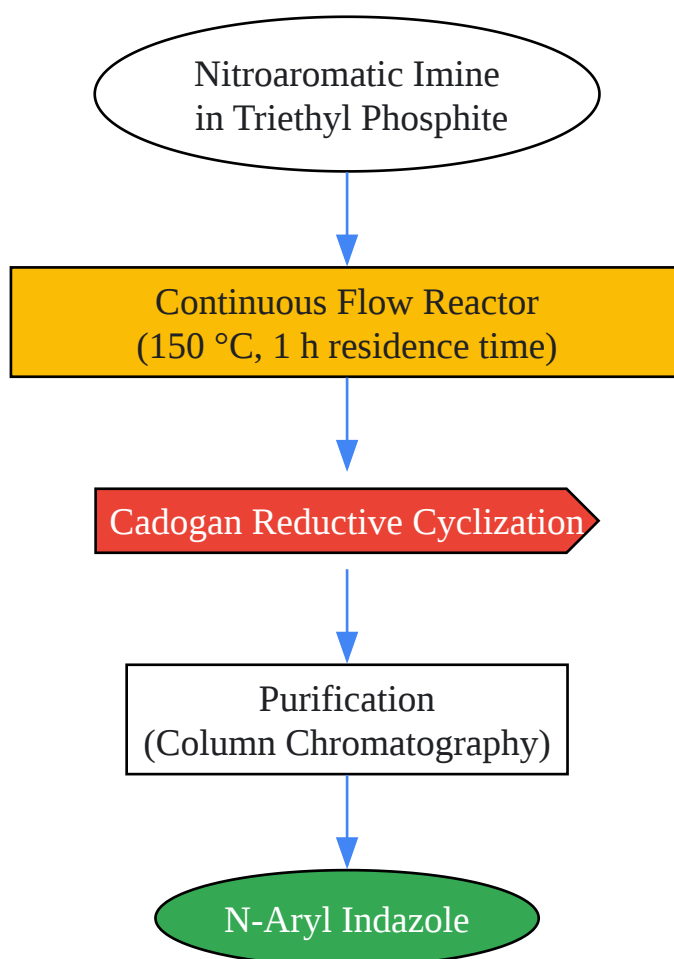 Nitroaromatic Imine
in Triethyl Phosphite
Continuous Flow Reactor
(150 °C, 1 h residence time)
Cadogan Reductive Cyclization
Purification
(Column Chromatography)
N-Aryl Indazole